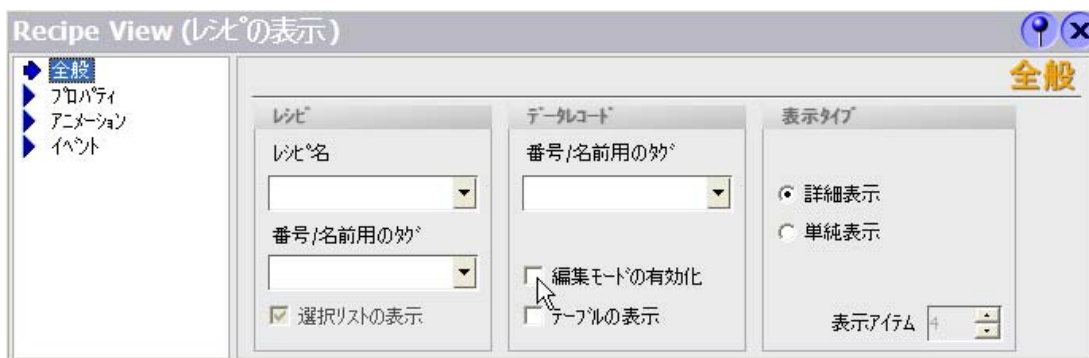 Recipe View (ﾚｼﾋﾟの表示)
全般
ﾌﾟﾛﾊﾟﾃｨ
ｱﾆﾒｰｼｮﾝ
ｲﾍﾞﾝﾄ
全般
ﾚｼﾋﾟ
ﾚｼﾋﾟ名
番号/名前用のﾀｸﾞ
選択ﾘｽﾄの表示
ﾃﾞｰﾀﾚｺｰﾄﾞ
番号/名前用のﾀｸﾞ
編集ﾓｰﾄﾞの有効化
ﾃｰﾌﾞﾙの表示
表示ﾀｲﾌﾟ
詳細表示
単純表示
表示ｱｲﾃﾑ 4